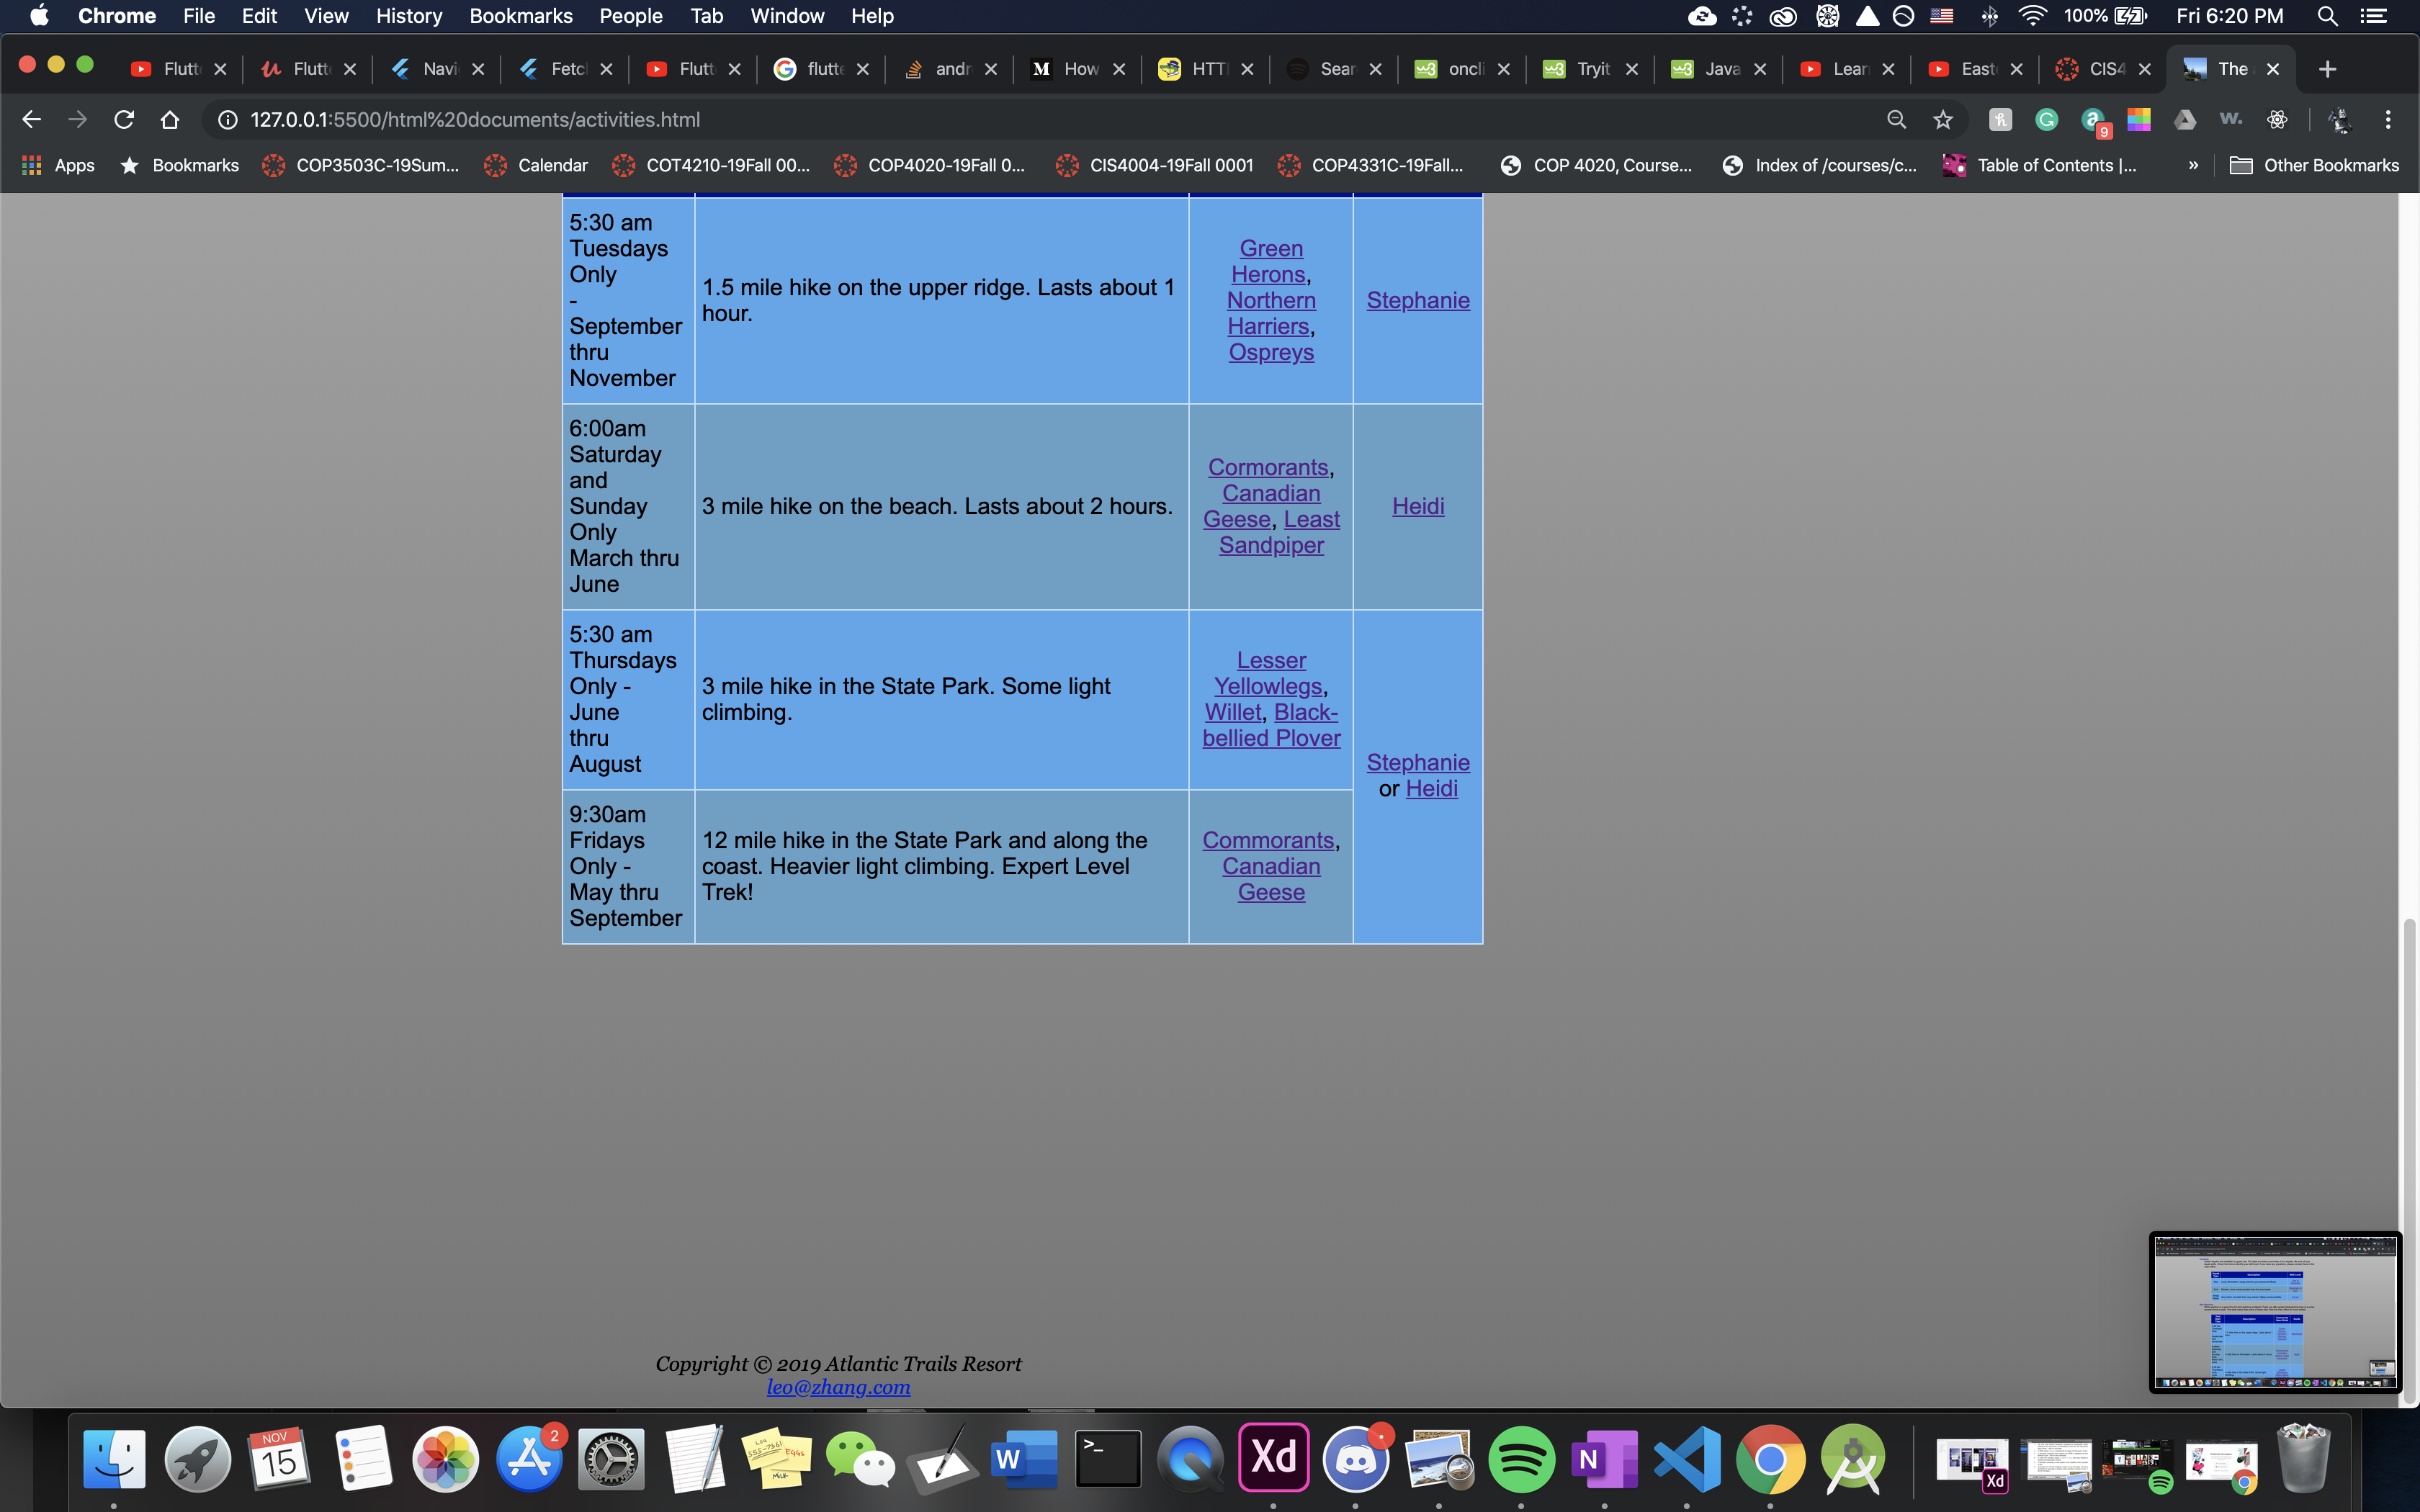 Chrome File Edit View History Bookmarks People Tab Window Help 100% Fri 6:20 PM
Flutt Flutt Navi Fetcl Flutt flutte andr How HTTI Sear oncli Tryit Java Lear East CIS4 The
127.0.0.1:5500/html%20documents/activities.html 9
Apps Bookmarks COP3503C-19Sum... Calendar COT4210-19Fall 00... COP4020-19Fall 0... CIS4004-19Fall 0001 COP4331C-19Fall... COP 4020, Course... Index of /courses/c... Table of Contents |... » Other Bookmarks
5:30 am
Tuesdays
Only
-
September
thru
November
1.5 mile hike on the upper ridge. Lasts about 1
hour.
Green
Herons,
Northern
Harriers,
Ospreys
Stephanie
6:00am
Saturday
and
Sunday
Only
March thru
June
3 mile hike on the beach. Lasts about 2 hours.
Cormorants,
Canadian
Geese, Least
Sandpiper
Heidi
5:30 am
Thursdays
Only -
June
thru
August
3 mile hike in the State Park. Some light
climbing.
Lesser
Yellowlegs,
Willet, Black-
bellied Plover
Stephanie
or Heidi
9:30am
Fridays
Only -
May thru
September
12 mile hike in the State Park and along the
coast. Heavier light climbing. Expert Level
Trek!
Commorants,
Canadian
Geese
Copyright © 2019 Atlantic Trails Resort
leo@zhang.com
NOV
15
2
W
>_
Xd
N
Xd